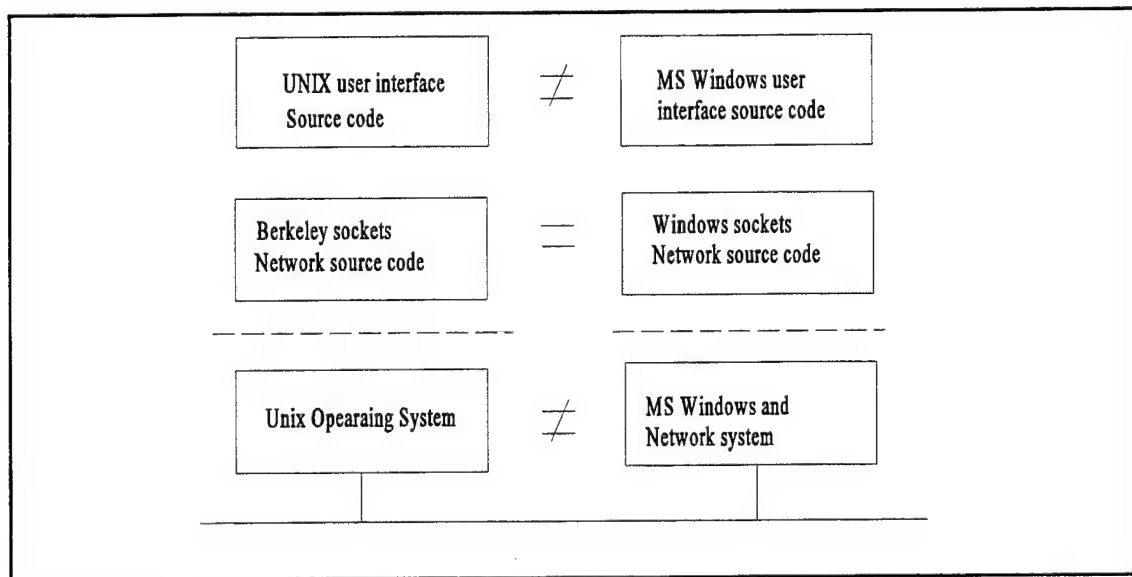 UNIX user interface
Source code
≠
MS Windows user
interface source code
Berkeley sockets
Network source code
=
Windows sockets
Network source code
Unix Opearaing System
≠
MS Windows and
Network system